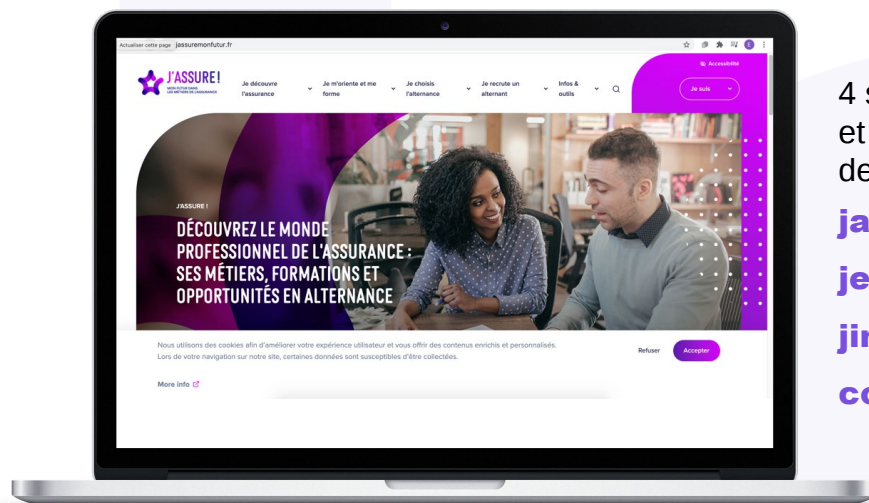 Actualiser cette page jassuremonfutur.fr
Accessibilité
J'ASSURE !
MON FUTUR DANS
LES MÉTIERS DE L'ASSURANCE
Je découvre
l'assurance
Je m'oriente et me
forme
Je choisis
l'alternance
Je recrute un
alternant
Infos &
outils
Je suis
J'ASSURE !
DÉCOUVREZ LE MONDE
PROFESSIONNEL DE L'ASSURANCE :
SES MÉTIERS, FORMATIONS ET
OPPORTUNITÉS EN ALTERNANCE
Nous utilisons des cookies afin d'améliorer votre expérience utilisateur et vous offrir des contenus enrichis et personnalisés.
Lors de votre navigation sur notre site, certaines données sont susceptibles d'être collectées.
Refuser
Accepter
More info
4 s
et
de
ja
je